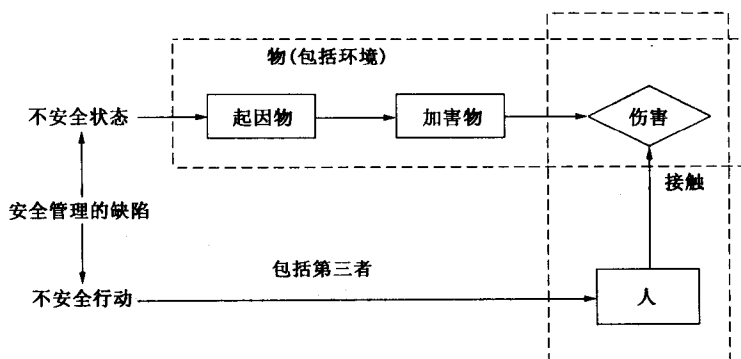 物(包括环境)
不安全状态
起因物
加害物
伤害
接触
安全管理的缺陷
包括第三者
不安全行动
人